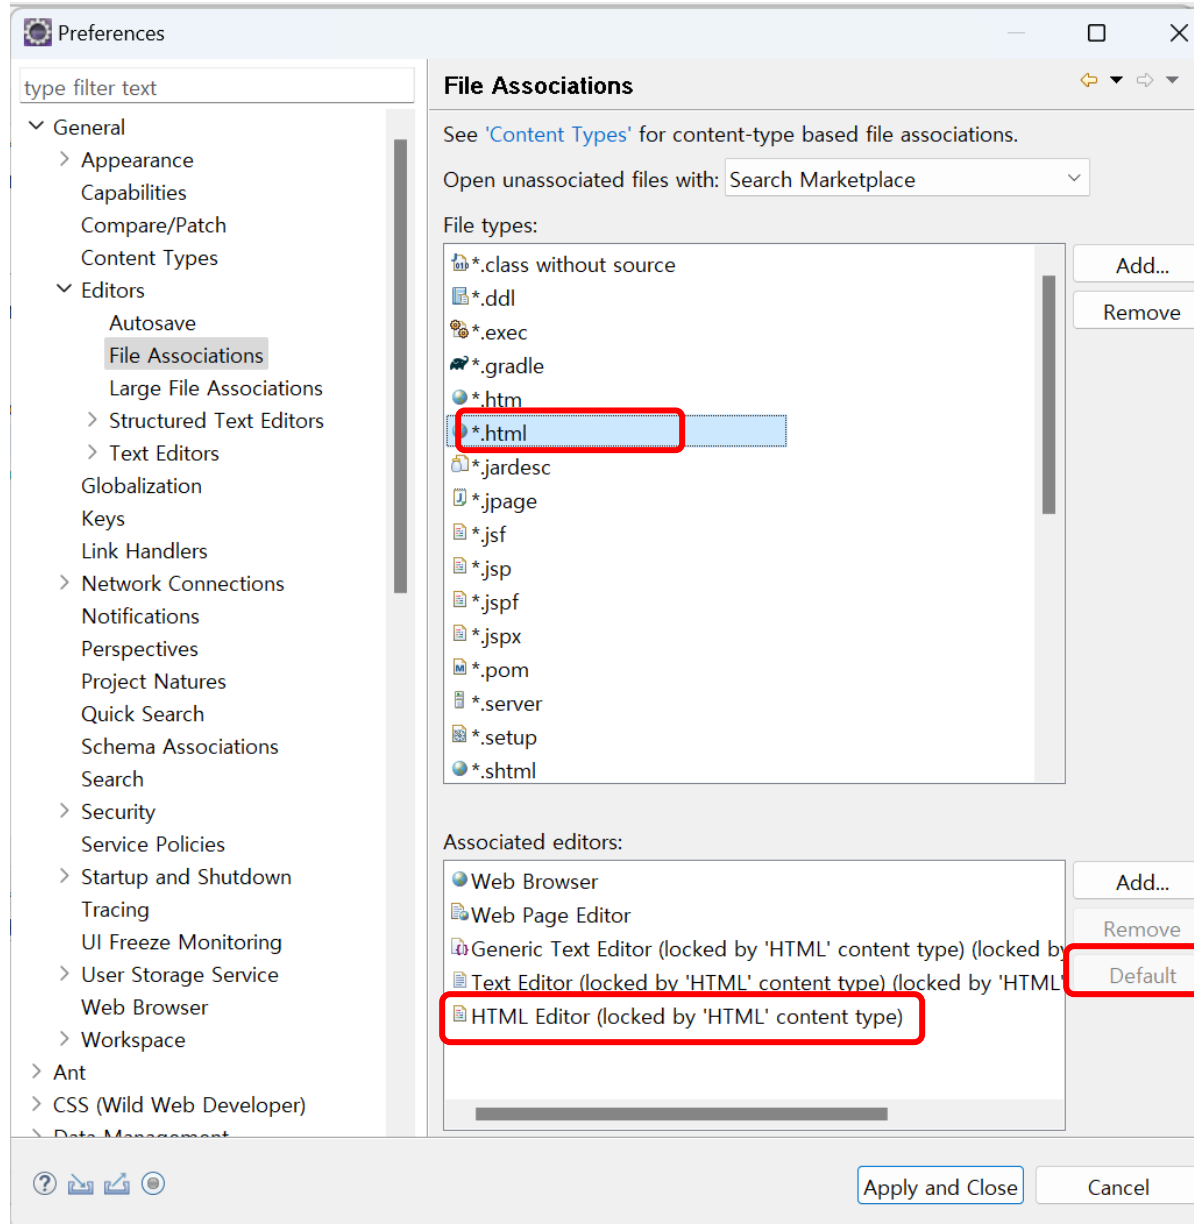 Preferences
type filter text
General
Appearance
Capabilities
Compare/Patch
Content Types
Editors
Autosave
File Associations
Large File Associations
Structured Text Editors
Text Editors
Globalization
Keys
Link Handlers
Network Connections
Notifications
Perspectives
Project Natures
Quick Search
Schema Associations
Search
Security
Service Policies
Startup and Shutdown
Tracing
UI Freeze Monitoring
User Storage Service
Web Browser
Workspace
Ant
CSS (Wild Web Developer)
Data Management
File Associations
See 'Content Types' for content-type based file associations.
Open unassociated files with: Search Marketplace
File types:
*.class without source
*.ddl
*.exec
*.gradle
*.htm
*.html
*.jardesc
*.jpage
*.jsf
*.jsp
*.jspf
*.jspx
*.pom
*.server
*.setup
*.shtml
Add...
Remove
Associated editors:
Web Browser
Web Page Editor
Generic Text Editor (locked by 'HTML' content type) (locked by
Text Editor (locked by 'HTML' content type) (locked by 'HTML'
HTML Editor (locked by 'HTML' content type)
Add...
Remove
Default
Apply and Close
Cancel